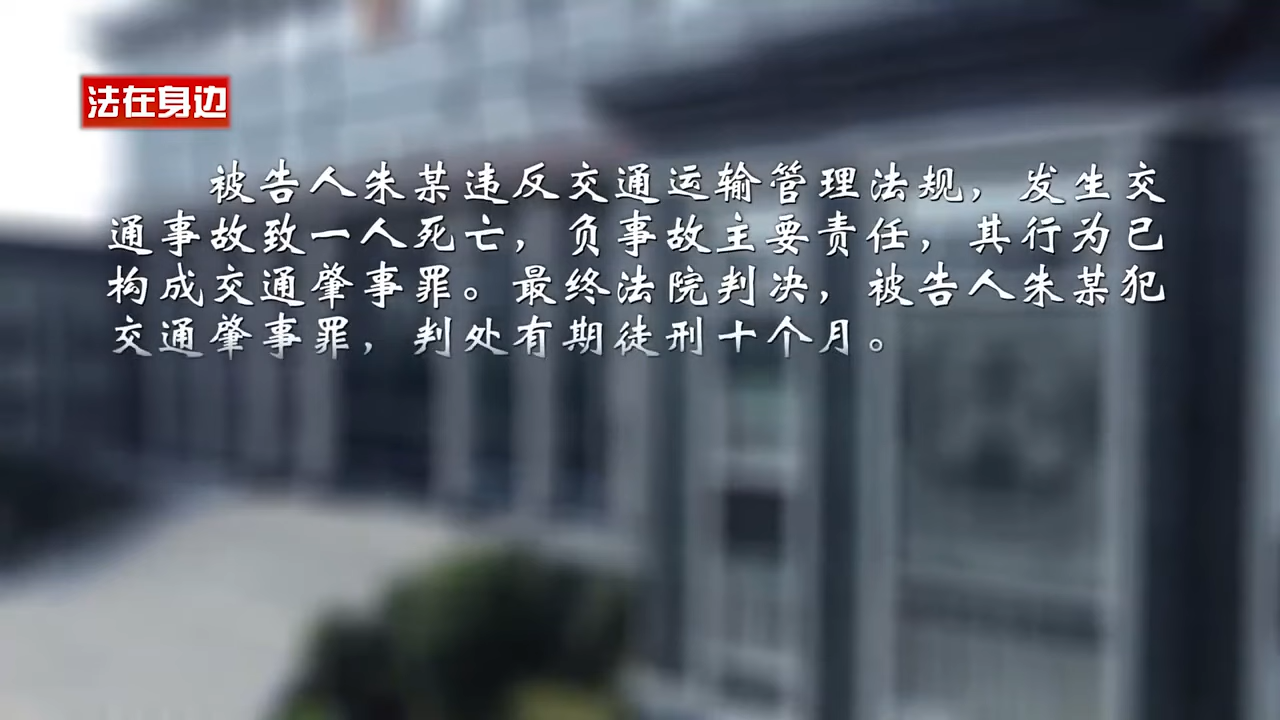 法在身边
被告人朱某违反交通运输管理法规，发生交
通事故致一人死亡，负事故主要责任，其行为已
构成交通肇事罪。最终法院判决，被告人朱某犯
交通肇事罪，判处有期徒刑十个月。